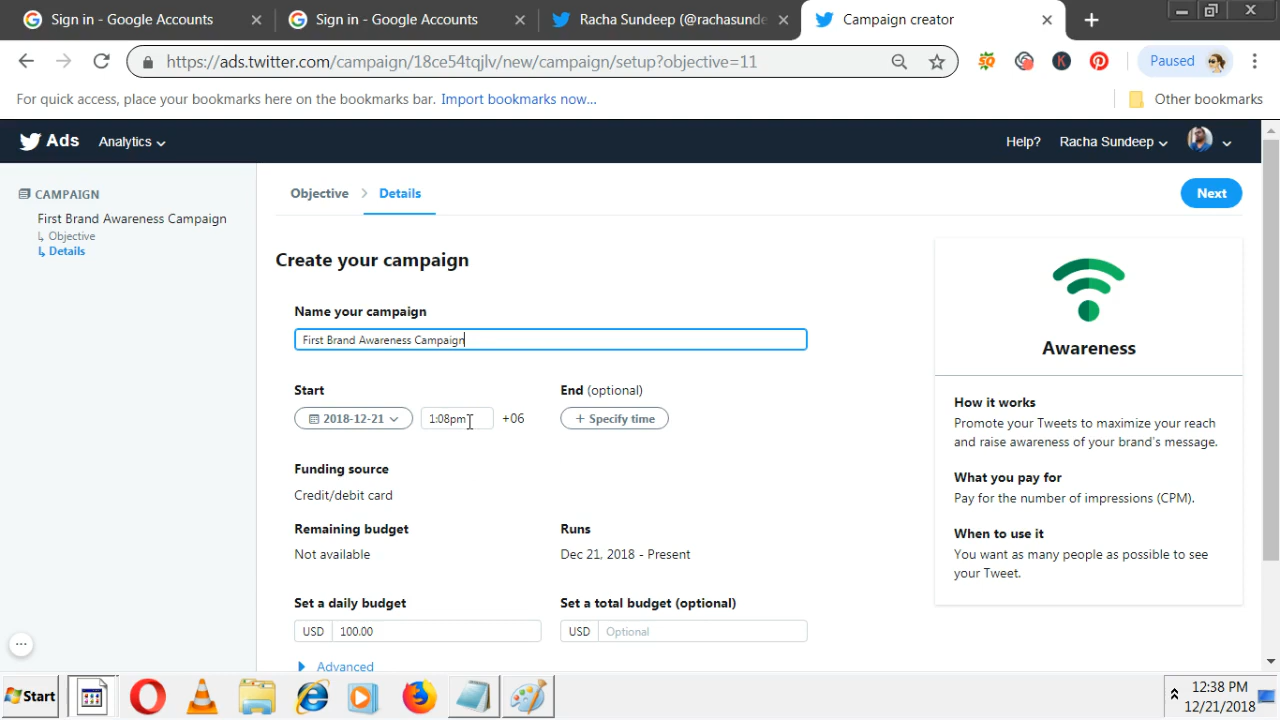 Sign in - Google Accounts
Sign in - Google Accounts
Racha Sundeep (@rachasunde
Campaign creator
https://ads.twitter.com/campaign/18ce54tqjlv/new/campaign/setup?objective=11
Paused
For quick access, place your bookmarks here on the bookmarks bar. Import bookmarks now...
Other bookmarks
Ads
Analytics
Help?
Racha Sundeep
CAMPAIGN
First Brand Awareness Campaign
Objective
Details
Objective
Details
Next
Create your campaign
Name your campaign
First Brand Awareness Campaign
Start
End (optional)
2018-12-21
1:08pm
+06
+ Specify time
Funding source
Credit/debit card
Remaining budget
Runs
Not available
Dec 21, 2018 - Present
Set a daily budget
Set a total budget (optional)
USD
100.00
USD
Optional
Advanced
Awareness
How it works
Promote your Tweets to maximize your reach
and raise awareness of your brand's message.
What you pay for
Pay for the number of impressions (CPM).
When to use it
You want as many people as possible to see
your Tweet.
Start
12:38 PM
12/21/2018